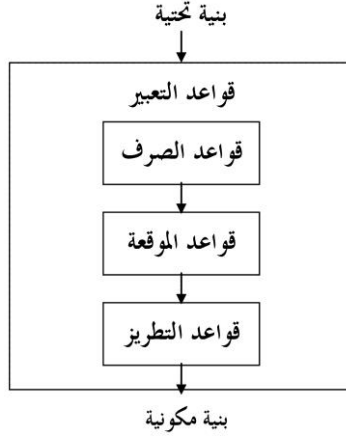 بنية تحتية
قواعد التعبير
قواعد الصرف
قواعد الموقعة
قواعد التطريز
بنية مكونية